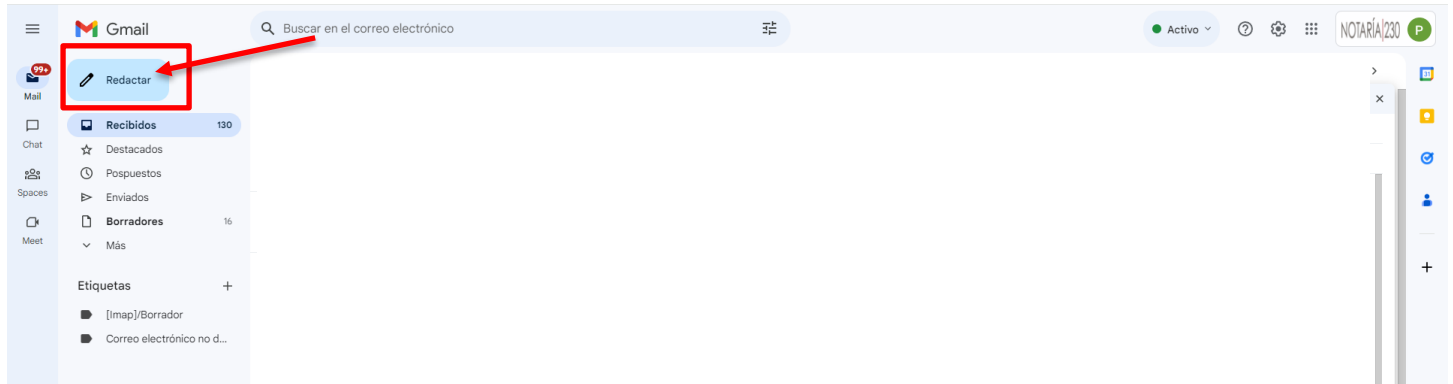 Gmail
Buscar en el correo electrónico
Activo
NOTARÍA|230
P
99+
Mail
Chat
Spaces
Meet
Redactar
Recibidos 130
Destacados
Pospuestos
Enviados
Borradores 16
Más
Etiquetas
[Imap]/Borrador
Correo electrónico no d...
31